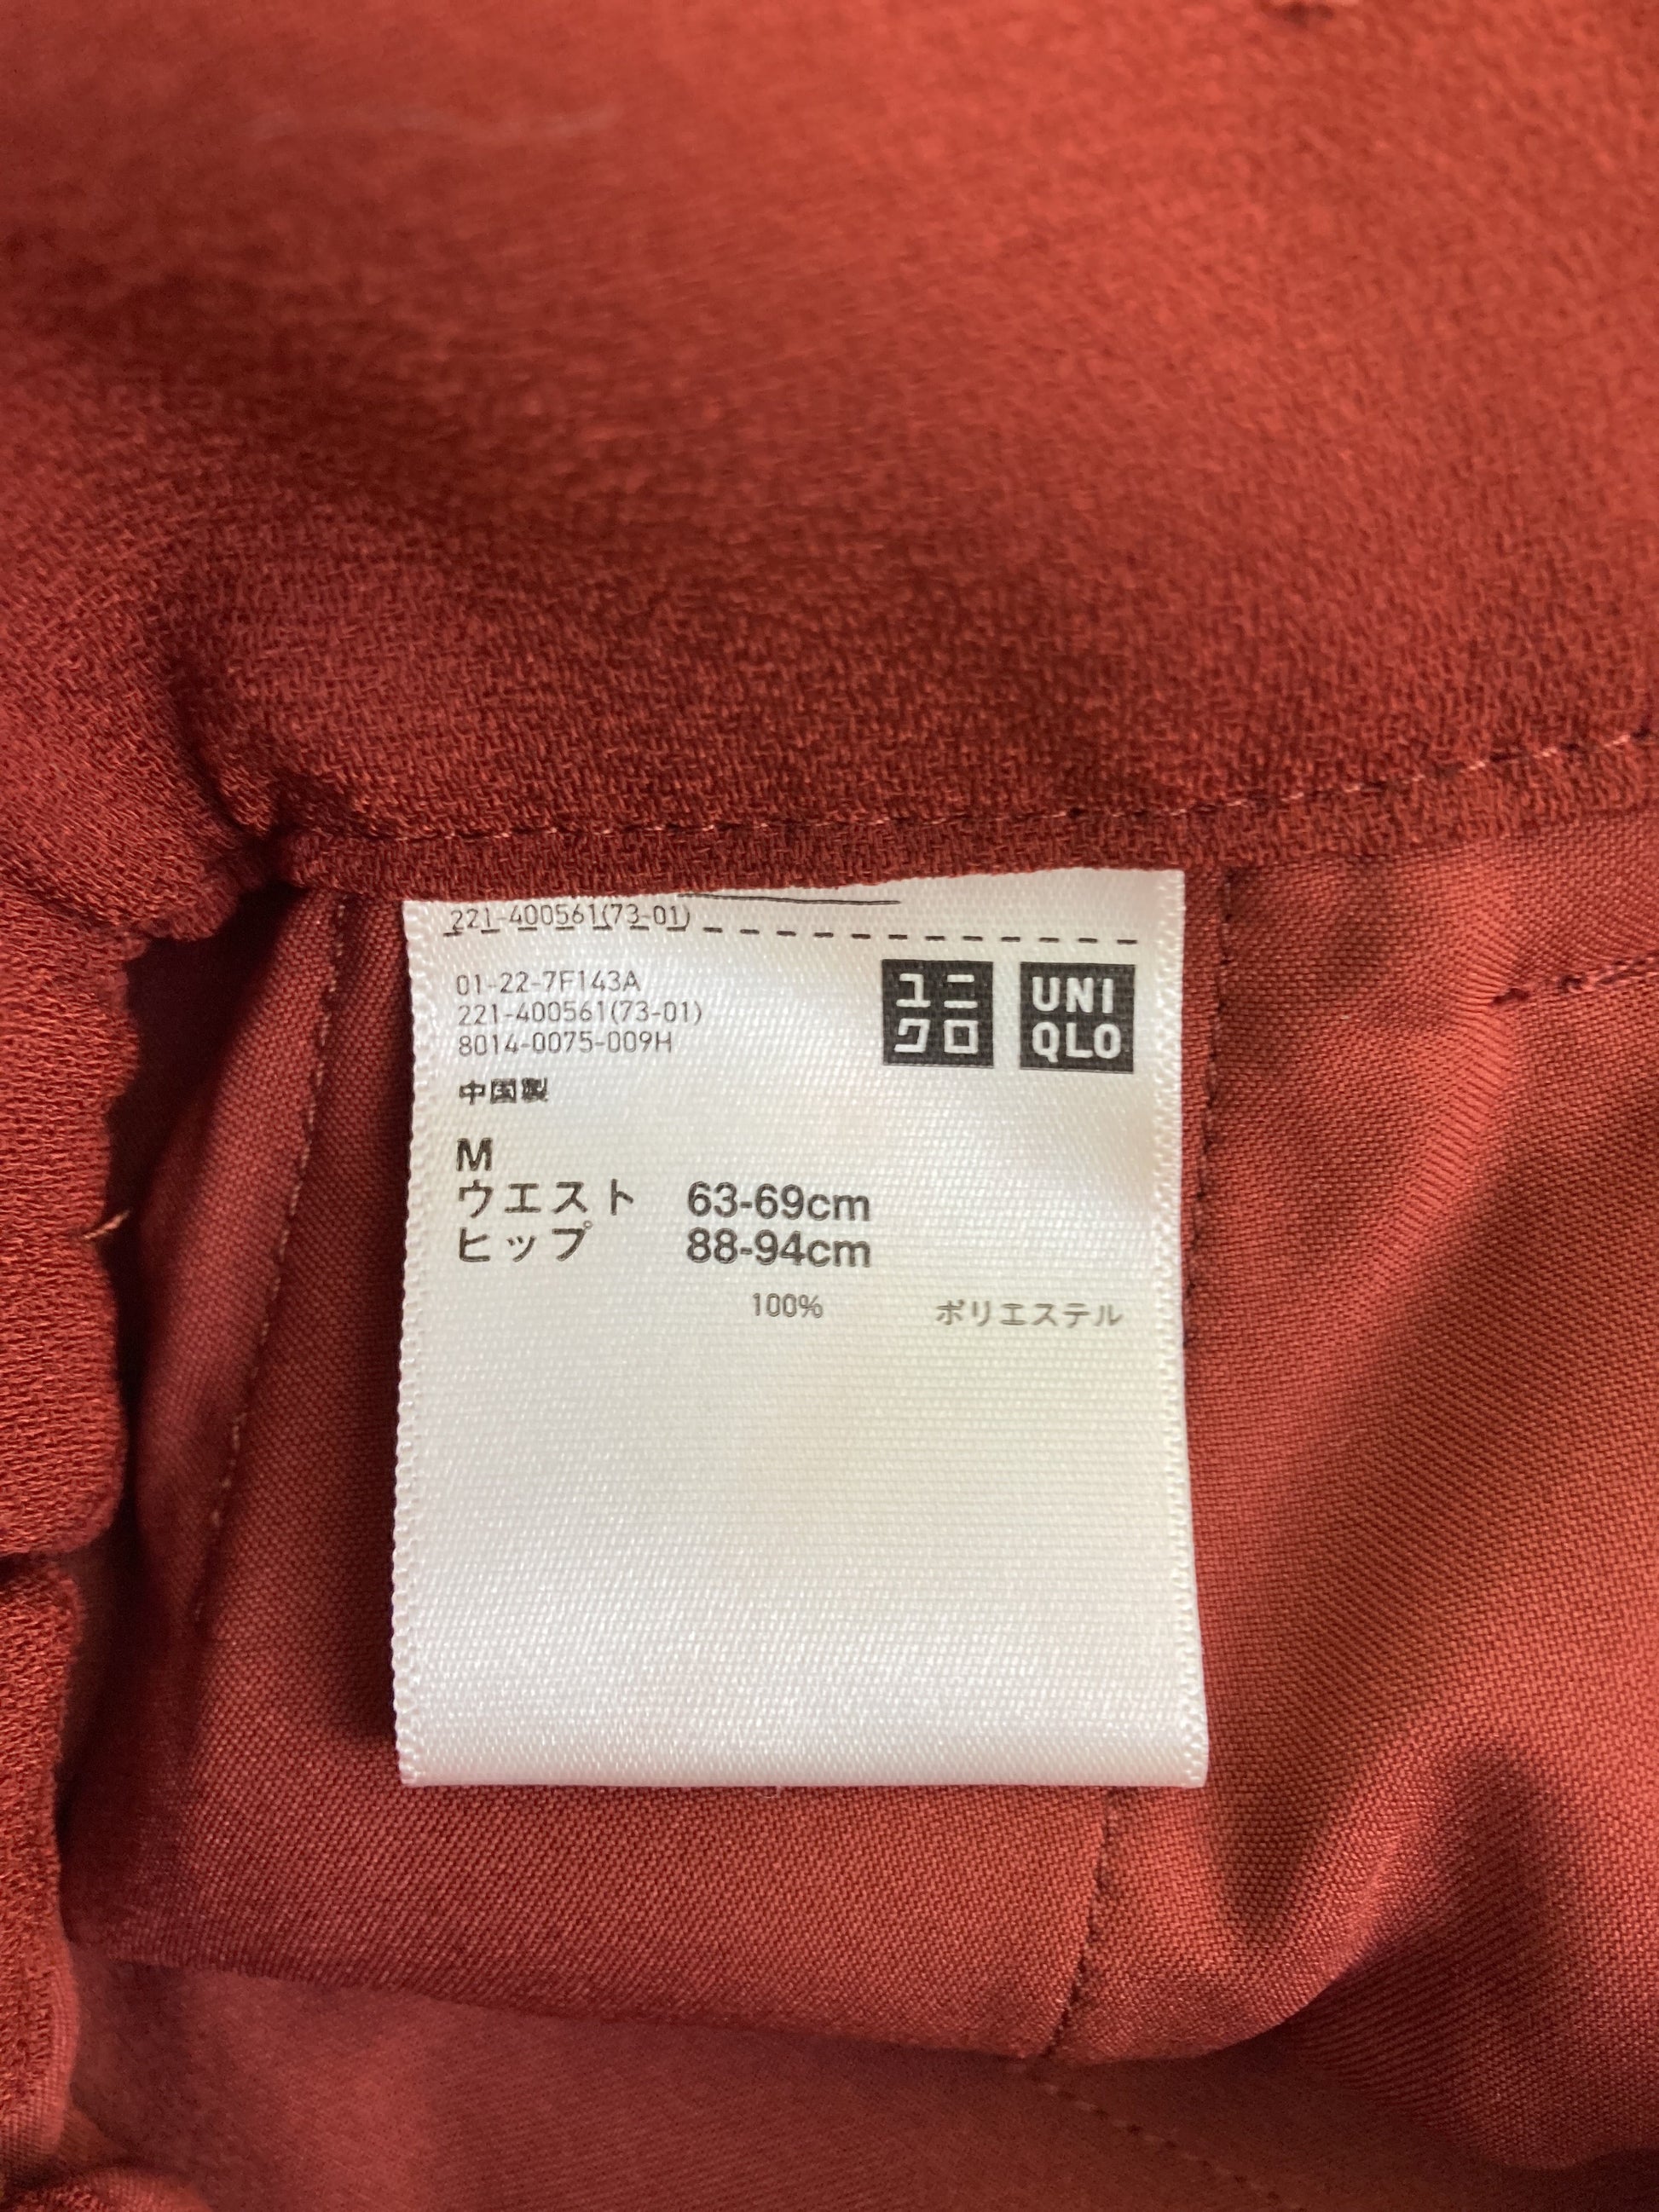 221-400561(73-01)
01-22-7F143A
221-400561(73-01)
8014-0075-009H
ユニ
クロ
UNI
QLO
中国製
M
ウエスト 63-69cm
ヒップ 88-94cm
100% ポリエステル